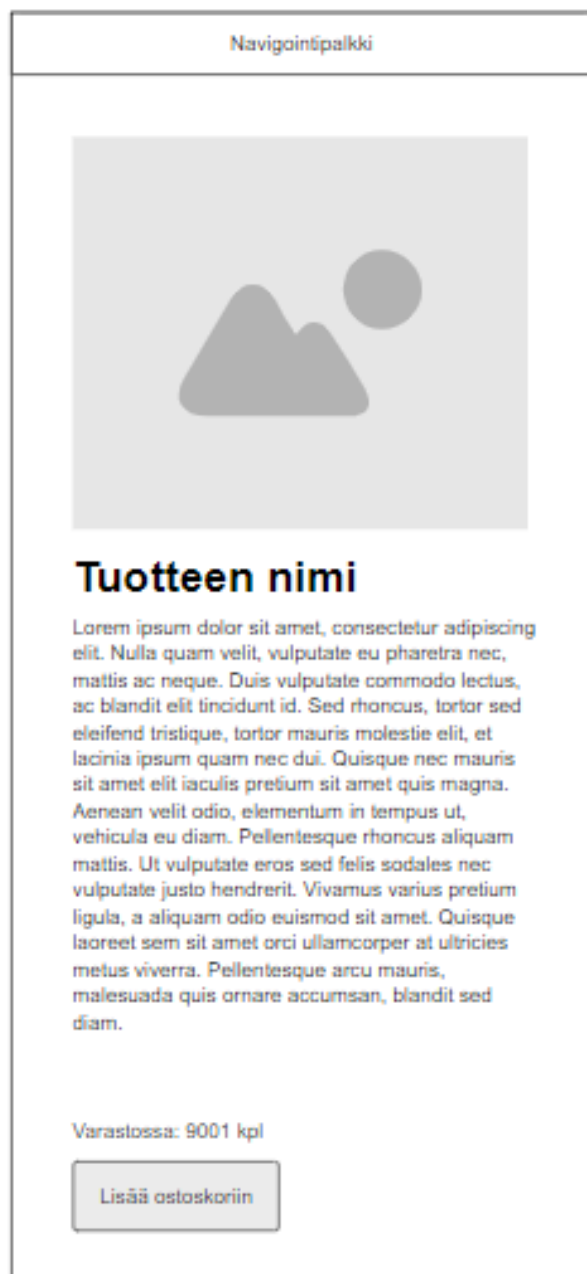 Navigointipalkki
Tuotteen nimi
Lorem ipsum dolor sit amet, consectetur adipiscing
elit. Nulla quam velit, vulputate eu pharetra nec,
mattis ac neque. Duis vulputate commodo lectus,
ac blandit elit tincidunt id. Sed rhoncus, tortor sed
eleifend tristique, tortor mauris molestie elit, et
lacinia ipsum quam nec dui. Quisque nec mauris
sit amet elit iaculis pretium sit amet quis magna.
Aenean velit odio, elementum in tempus ut,
vehicula eu diam. Pellentesque rhoncus aliquam
mattis. Ut vulputate eros sed felis sodales nec
vulputate justo hendrerit. Vivamus varius pretium
ligula, a aliquam odio euismod sit amet. Quisque
laoreet sem sit amet orci ullamcorper at ultricies
metus viverra. Pellentesque arcu mauris,
malesuada quis ornare accumsan, blandit sed
diam.
Varastossa: 9001 kpl
Lisää ostoskoriin